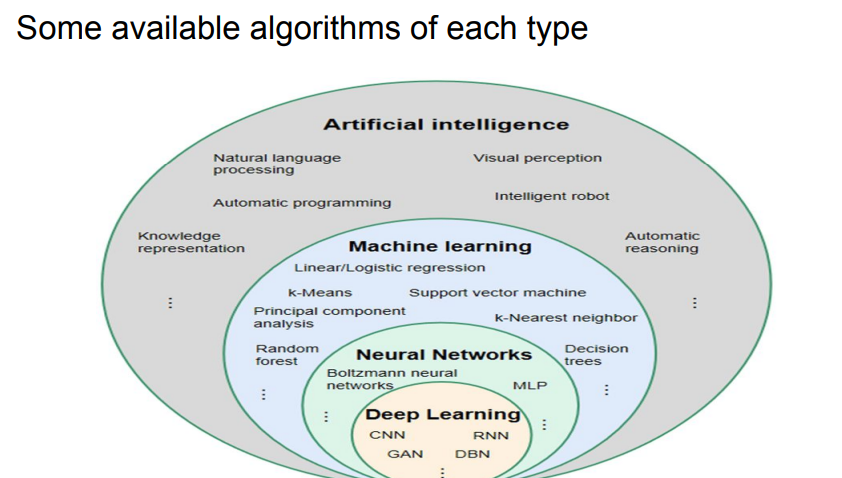 Some available algorithms of each type
Artificial intelligence
Natural language
processing
Visual perception
Automatic programming
Intelligent robot
Knowledge
representation
Automatic
reasoning
⋮
⋮
Machine learning
Linear/Logistic regression
k-Means
Support vector machine
Principal component
analysis
k-Nearest neighbor
Random
forest
Decision
trees
⋮
⋮
Neural Networks
Boltzmann neural
networks
MLP
⋮
⋮
Deep Learning
CNN
RNN
GAN
DBN
⋮